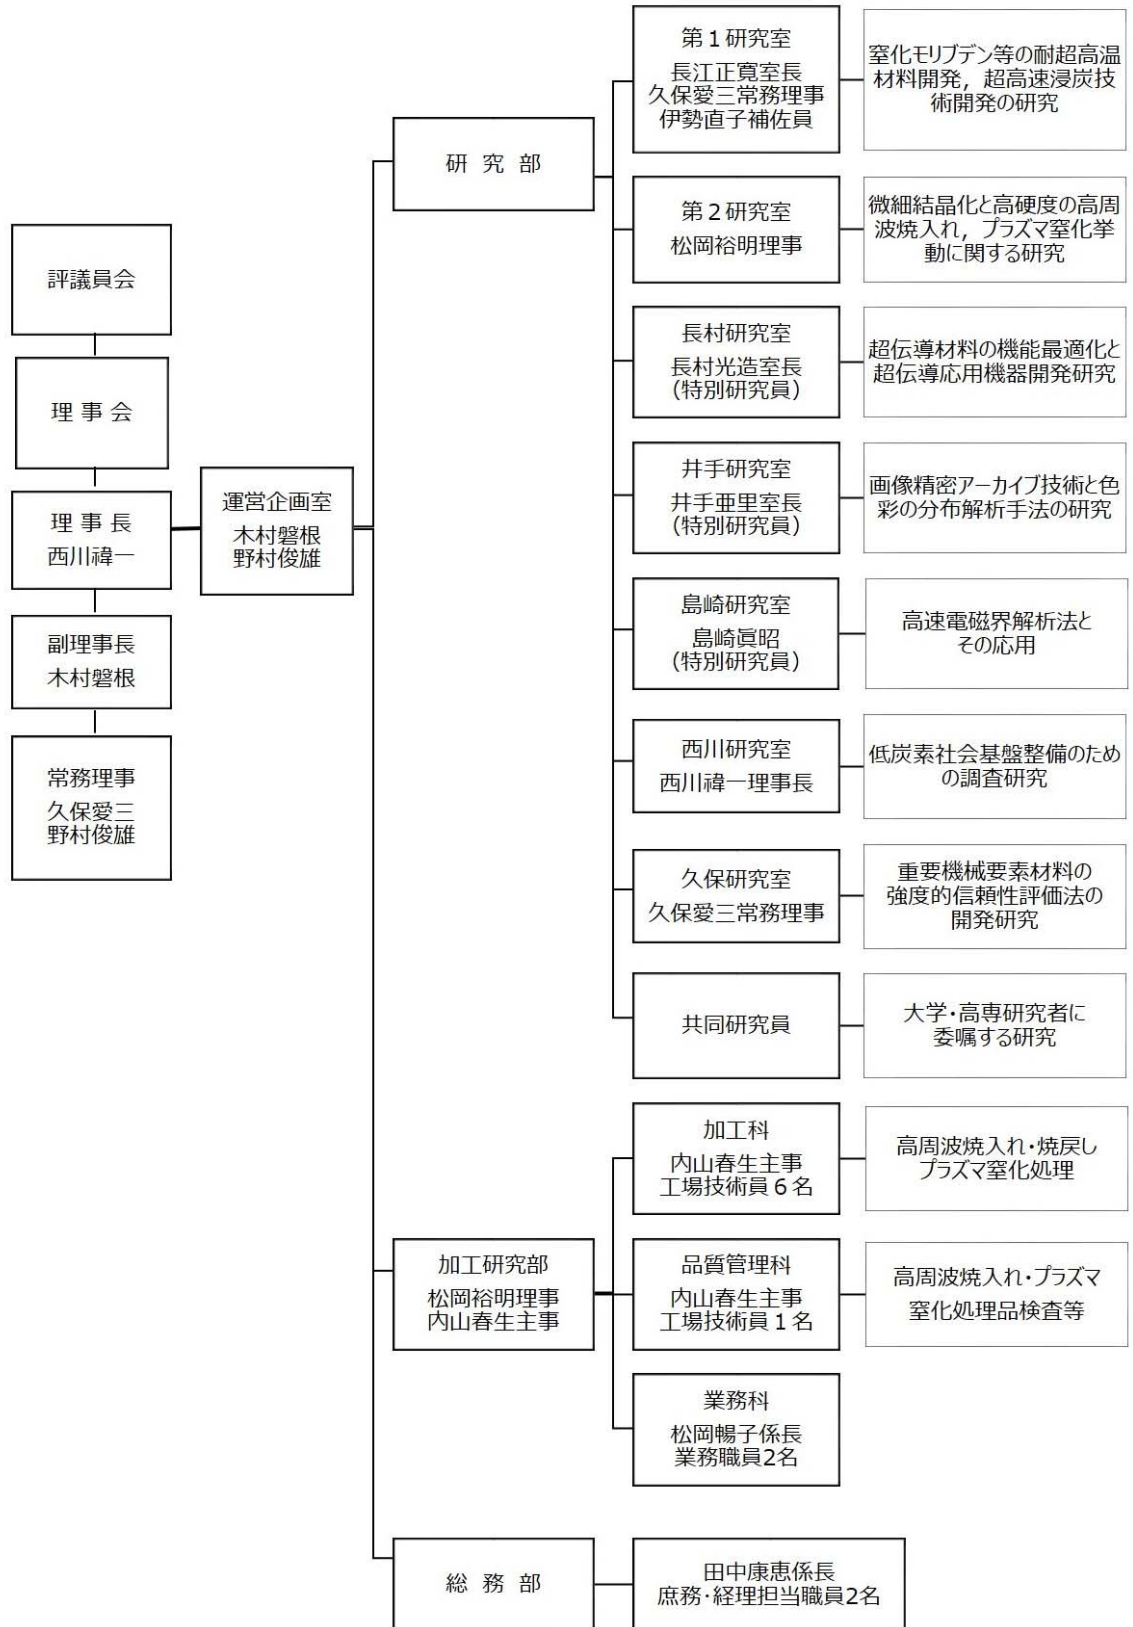 評議員会
理事会
理事長
西川禕一
副理事長
木村磐根
常務理事
久保愛三
野村俊雄
運営企画室
木村磐根
野村俊雄
研究部
第1研究室
長江正寛室長
久保愛三常務理事
伊勢直子補佐員
窒化モリブデン等の耐超高温
材料開発，超高速浸炭技
術開発の研究
第2研究室
松岡裕明理事
微細結晶化と高硬度の高周
波焼入れ，プラズマ窒化挙
動に関する研究
長村研究室
長村光造室長
(特別研究員)
超伝導材料の機能最適化と
超伝導応用機器開発研究
井手研究室
井手亜里室長
(特別研究員)
画像精密アーカイブ技術と色
彩の分布解析手法の研究
島崎研究室
島崎眞昭
(特別研究員)
高速電磁界解析法と
その応用
西川研究室
西川禕一理事長
低炭素社会基盤整備のため
の調査研究
久保研究室
久保愛三常務理事
重要機械要素材料の
強度的信頼性評価法の
開発研究
共同研究員
大学・高専研究者に
委嘱する研究
加工研究部
松岡裕明理事
内山春生主事
加工科
内山春生主事
工場技術員６名
高周波焼入れ・焼戻し
プラズマ窒化処理
品質管理科
内山春生主事
工場技術員１名
高周波焼入れ・プラズマ
窒化処理品検査等
業務科
松岡暢子係長
業務職員2名
総務部
田中康恵係長
庶務・経理担当職員2名